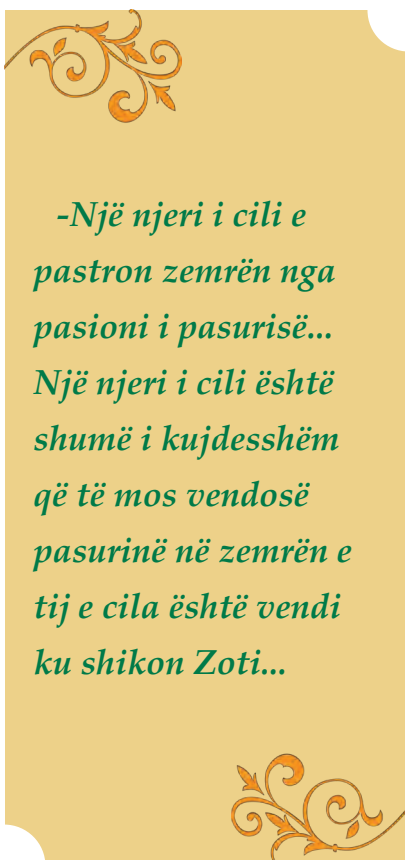 -Një njeri i cili e
pastron zemrën nga
pasioni i pasurisë...
Një njeri i cili është
shumë i kujdesshëm
që të mos vendosë
pasurinë në zemrën e
tij e cila është vendi
ku shikon Zoti...